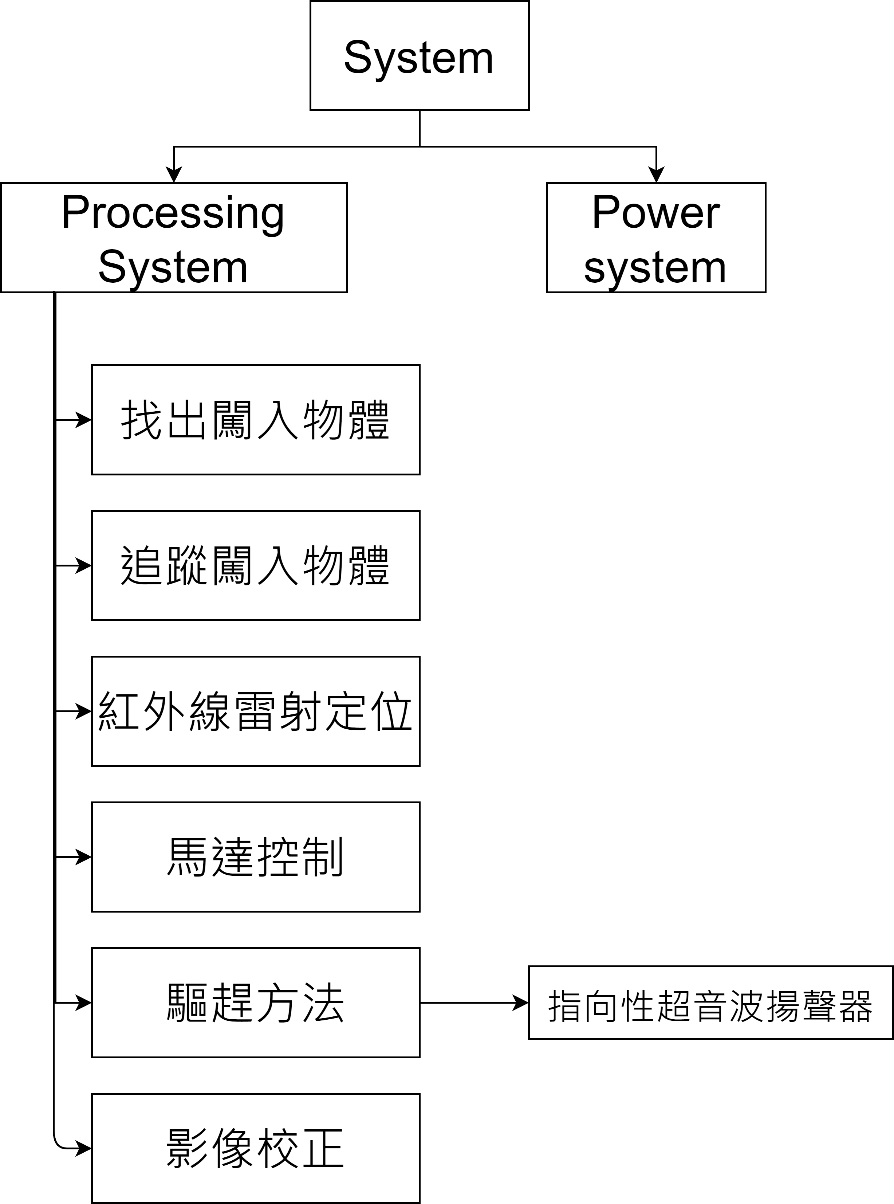 System
Processing
System
Power
system
找出闖入物體
追蹤闖入物體
紅外線雷射定位
馬達控制
驅趕方法
指向性超音波揚聲器
影像校正